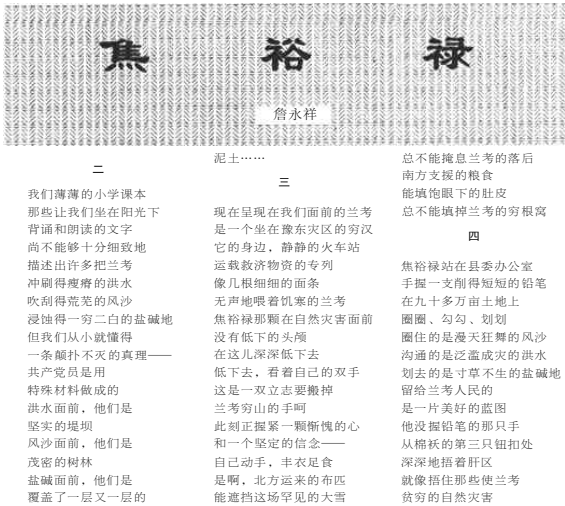 焦裕禄
詹永祥
二
我们薄薄的小学课本
那些让我们坐在阳光下
背诵和朗读的文字
尚不能够十分细致地
描述出许多把兰考
冲刷得瘦瘠的洪水
吹刮得荒芜的风沙
浸蚀得一穷二白的盐碱地
但我们从小就懂得
一条颠扑不灭的真理——
共产党员是用
特殊材料做成的
洪水面前，他们是
坚实的堤坝
风沙面前，他们是
茂密的树林
盐碱面前，他们是
覆盖了一层又一层的
泥土……
三
现在呈现在我们面前的兰考
是一个坐在豫东灾区的穷汉
它的身边，静静的火车站
运载救济物资的专列
像几根细细的面条
无声地喂着饥寒的兰考
焦裕禄那颗在自然灾害面前
没有低下的头颅
在这儿深深低下去
低下去，看着自己的双手
这是一双立志要搬掉
兰考穷山的手呵
此刻正握紧一颗惭愧的心
和一个坚定的信念——
自己动手，丰衣足食
是啊，北方运来的布匹
能遮挡这场罕见的大雪
总不能掩息兰考的落后
南方支援的粮食
能填饱眼下的肚皮
总不能填掉兰考的穷根窝
四
焦裕禄站在县委办公室
手握一支削得短短的铅笔
在九十多万亩土地上
圈圈、勾勾、划划
圈住的是漫天狂舞的风沙
沟通的是泛滥成灾的洪水
划去的是寸草不生的盐碱地
留给兰考人民的
是一片美好的蓝图
他没握铅笔的那只手
从棉袄的第三只钮扣处
深深地捂着肝区
就像捂住那些使兰考
贫穷的自然灾害